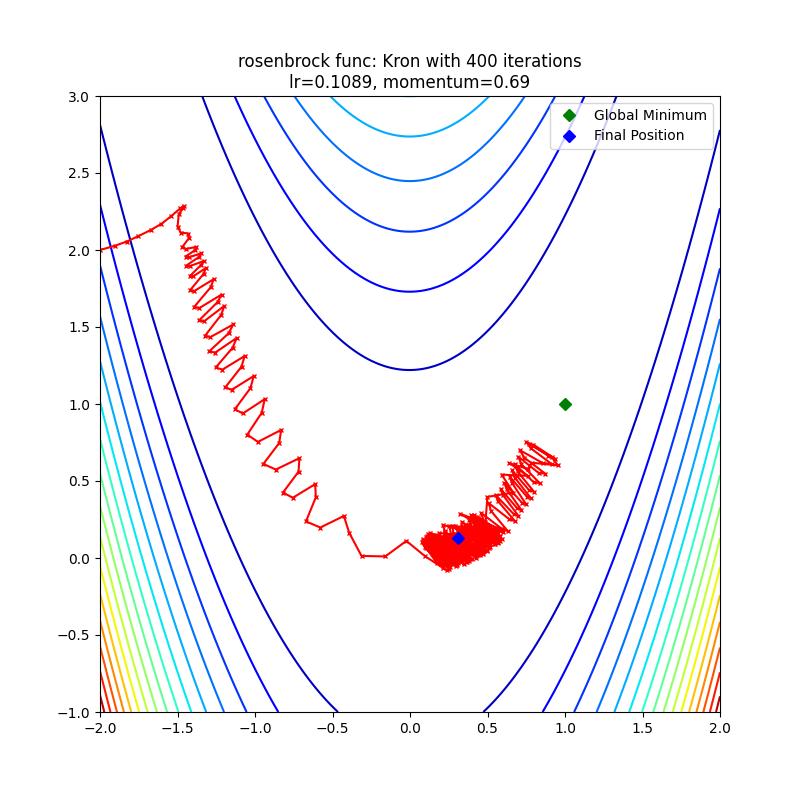 rosenbrock func: Kron with 400 iterations
lr=0.1089, momentum=0.69
Global Minimum
Final Position
3.0
2.5
2.0
1.5
1.0
0.5
0.0
−0.5
−1.0
−2.0 −1.5 −1.0 −0.5 0.0 0.5 1.0 1.5 2.0